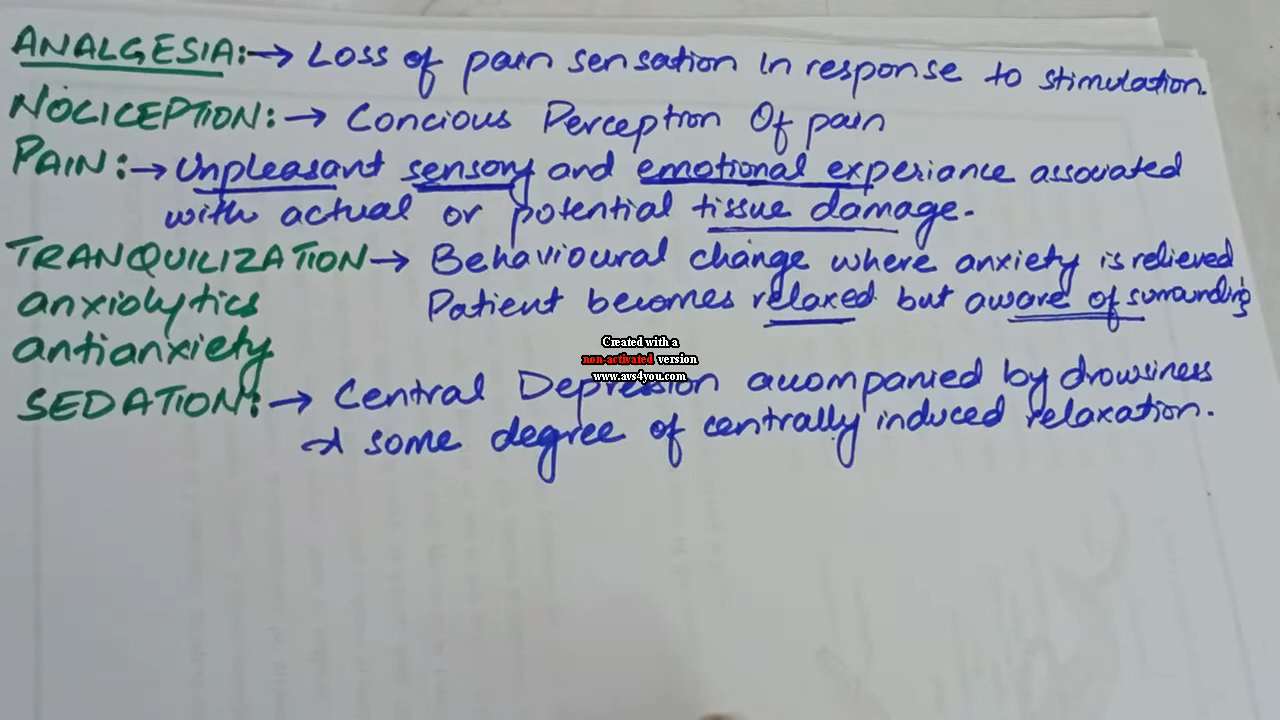 ANALGESIA:→ Loss of pain sensation in response to stimulation.
NOCICEPTION:→ Concious Perception Of pain
PAIN:→ Unpleasant sensory and emotional experiance associated
with actual or potential tissue damage.
TRANQUILIZATION→ Behavioural change where anxiety is relieved
anxiolytics Patient becomes relaxed but aware of surrounding
antianxiety
Created with a
non-activated version
www.avs4you.com
SEDATION:→ Central Depression accompanied by drowsiness
& some degree of centrally induced relaxation.